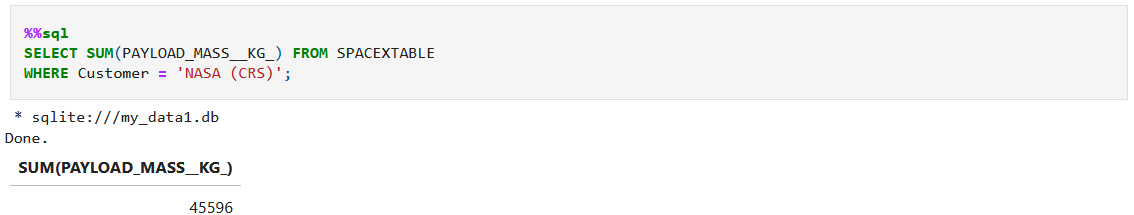 %%sql
SELECT SUM(PAYLOAD_MASS__KG_) FROM SPACEXTABLE
WHERE Customer = 'NASA (CRS)';
* sqlite:///my_data1.db
Done.
SUM(PAYLOAD_MASS__KG_)
45596